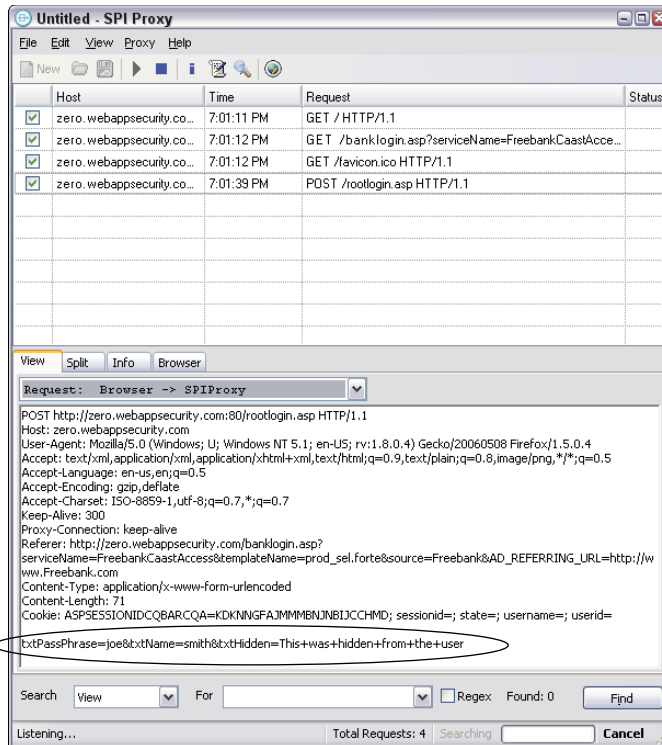 Untitled - SPI Proxy
File Edit View Proxy Help
New
Host Time Request Status
zero.webappsecurity.co... 7:01:11 PM GET / HTTP/1.1
zero.webappsecurity.co... 7:01:12 PM GET /banklogin.asp?serviceName=FreebankCaastAcce...
zero.webappsecurity.co... 7:01:12 PM GET /favicon.ico HTTP/1.1
zero.webappsecurity.co... 7:01:39 PM POST /rootlogin.asp HTTP/1.1
View Split Info Browser
Request: Browser -> SPIProxy
POST http://zero.webappsecurity.com:80/rootlogin.asp HTTP/1.1
Host: zero.webappsecurity.com
User-Agent: Mozilla/5.0 (Windows; U; Windows NT 5.1; en-US; rv:1.8.0.4) Gecko/20060508 Firefox/1.5.0.4
Accept: text/xml,application/xml,application/xhtml+xml,text/html;q=0.9,text/plain;q=0.8,image/png,*/*;q=0.5
Accept-Language: en-us,en;q=0.5
Accept-Encoding: gzip,deflate
Accept-Charset: ISO-8859-1,utf-8;q=0.7,*;q=0.7
Keep-Alive: 300
Proxy-Connection: keep-alive
Referer: http://zero.webappsecurity.com/banklogin.asp?
serviceName=FreebankCaastAccess&templateName=prod_sel.forte&source=Freebank&AD_REFERRING_URL=http://w
ww.Freebank.com
Content-Type: application/x-www-form-urlencoded
Content-Length: 71
Cookie: ASPSESSIONIDCQBARCQA=KDKNNGFAJMMMBNJNBIJCCHMD; sessionid=; state=; username=; userid=
txtPassPhrase=joe&txtName=smith&txtHidden=This+was+hidden+from+the+user
Search View For Regex Found: 0 Find
Listening... Total Requests: 4 Searching Cancel